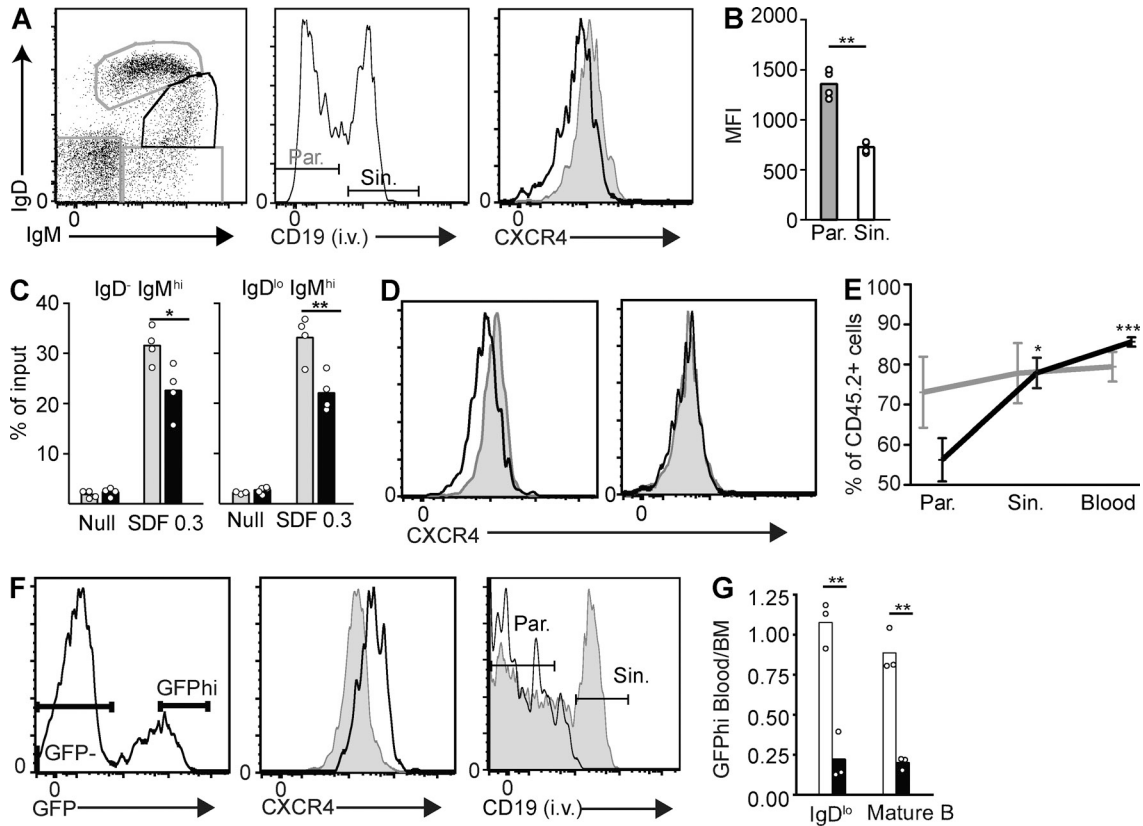 A
IgD
0
0
IgM
Par.
Sin.
0
0
CD19 (i.v.)
0
0
CXCR4
B
2000
1500
1000
500
0
MFI
**
Par. Sin.
C
IgD- IgMhi
IgDlo IgMhi
% of input
40
30
20
10
*
**
Null SDF 0.3
Null SDF 0.3
D
0
0
0
CXCR4
E
% of CD45.2+ cells
100
90
80
70
60
50
*
***
Par. Sin. Blood
F
GFPhi
GFP-
0
0
GFP
0
0
CXCR4
Par.
Sin.
0
0
CD19 (i.v.)
G
GFPhi Blood/BM
1.25
1.00
0.75
0.50
0.25
0.00
**
**
IgDlo Mature B